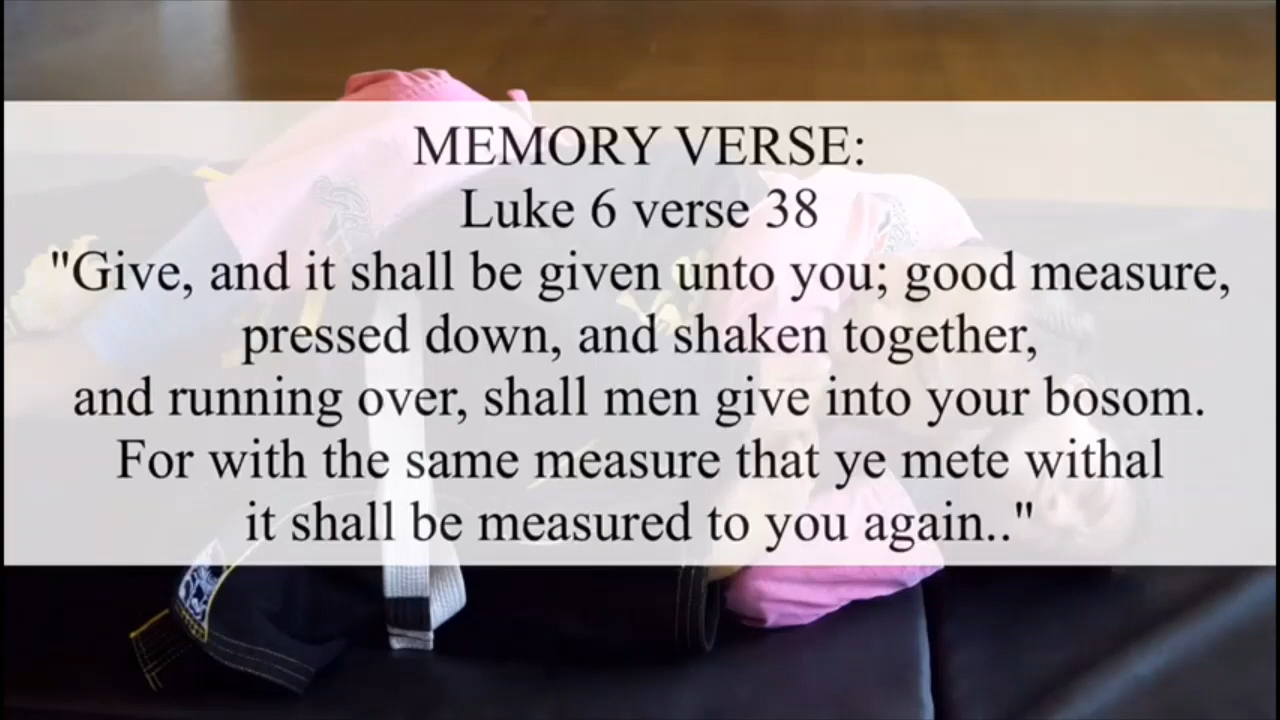 MEMORY VERSE:
Luke 6 verse 38
"Give, and it shall be given unto you; good measure,
pressed down, and shaken together,
and running over, shall men give into your bosom.
For with the same measure that ye mete withal
it shall be measured to you again.."